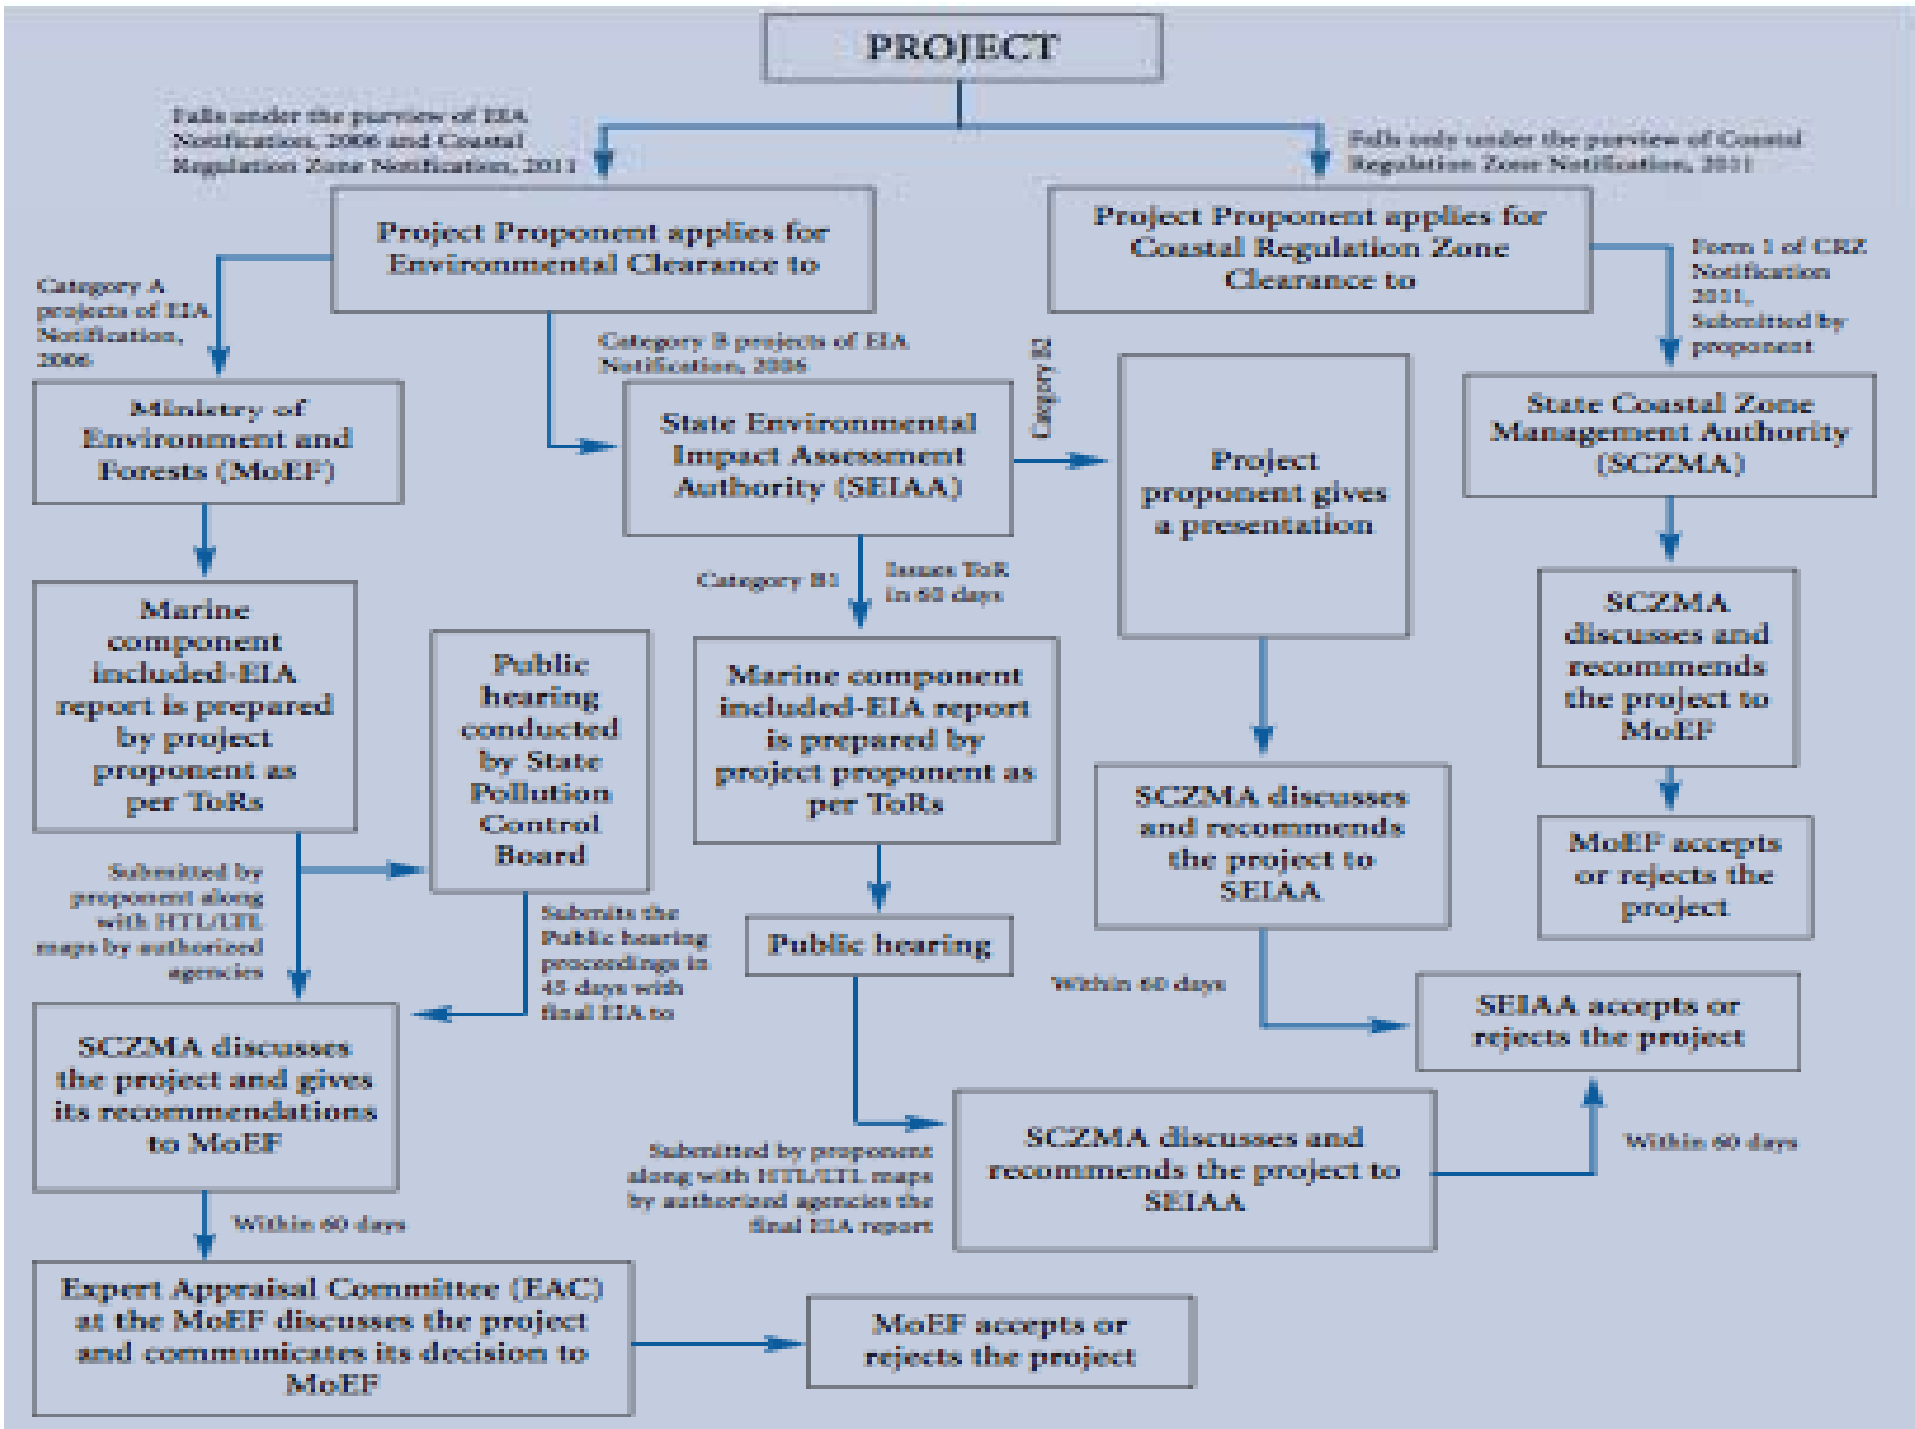 PROJECT
Falls under the purview of EIA
Notification, 2006 and Coastal
Regulation Zone Notification, 2011
Falls only under the purview of Coastal
Regulation Zone Notification, 2011
Project Proponent applies for
Environmental Clearance to
Project Proponent applies for
Coastal Regulation Zone
Clearance to
Category A
projects of EIA
Notification,
2006
Category B projects of EIA
Notification, 2006
Category B2
Form 1 of CRZ
Notification
2011,
Submitted by
proponent
Ministry of
Environment and
Forests (MoEF)
State Environmental
Impact Assessment
Authority (SEIAA)
Project
proponent gives
a presentation
State Coastal Zone
Management Authority
(SCZMA)
Category B1
Issues ToR
in 60 days
Marine
component
included-EIA
report is prepared
by project
proponent as
per ToRs
Public
hearing
conducted
by State
Pollution
Control
Board
Marine component
included-EIA report
is prepared by
project proponent as
per ToRs
SCZMA
discusses and
recommends
the project to
MoEF
SCZMA discusses
and recommends
the project to
SEIAA
MoEF accepts
or rejects the
project
Submitted by
proponent along
with HTL/LTL
maps by authorized
agencies
Submits the
Public hearing
proceedings in
45 days with
final EIA to
Public hearing
Within 60 days
SEIAA accepts or
rejects the project
SCZMA discusses
the project and gives
its recommendations
to MoEF
Submitted by proponent
along with HTL/LTL maps
by authorized agencies the
final EIA report
SCZMA discusses and
recommends the project to
SEIAA
Within 60 days
Within 60 days
Expert Appraisal Committee (EAC)
at the MoEF discusses the project
and communicates its decision to
MoEF
MoEF accepts or
rejects the project